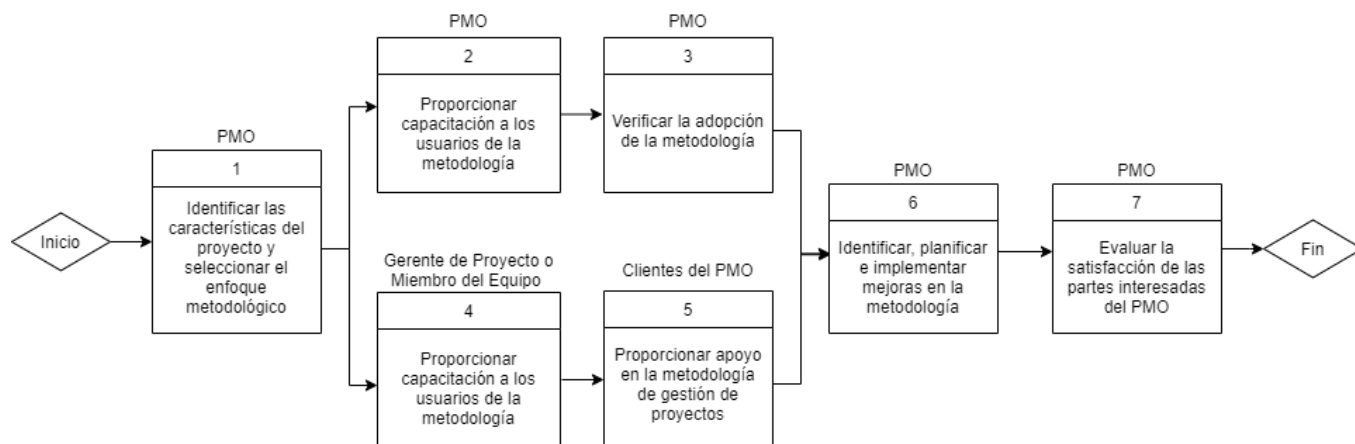 PMO
PMO
2
3
Proporcionar
capacitación a los
usuarios de la
metodología
Verificar la adopción
de la metodología
PMO
1
Identificar las
características del
proyecto y
seleccionar el
enfoque
metodológico
Inicio
Gerente de Proyecto o
Miembro del Equipo
4
Proporcionar
capacitación a los
usuarios de la
metodología
Clientes del PMO
5
Proporcionar apoyo
en la metodología
de gestión de
proyectos
PMO
6
Identificar, planificar
e implementar
mejoras en la
metodología
PMO
7
Evaluar la
satisfacción de las
partes interesadas
del PMO
Fin